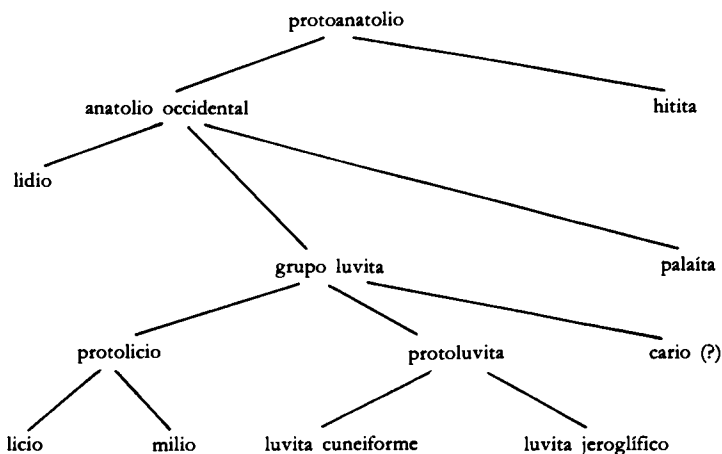 protoanatolio
anatolio occidental
hitita
lidio
grupo luvita
palaíta
protolicio
protoluvita
cario (?)
licio
milio
luvita cuneiforme
luvita jeroglífico